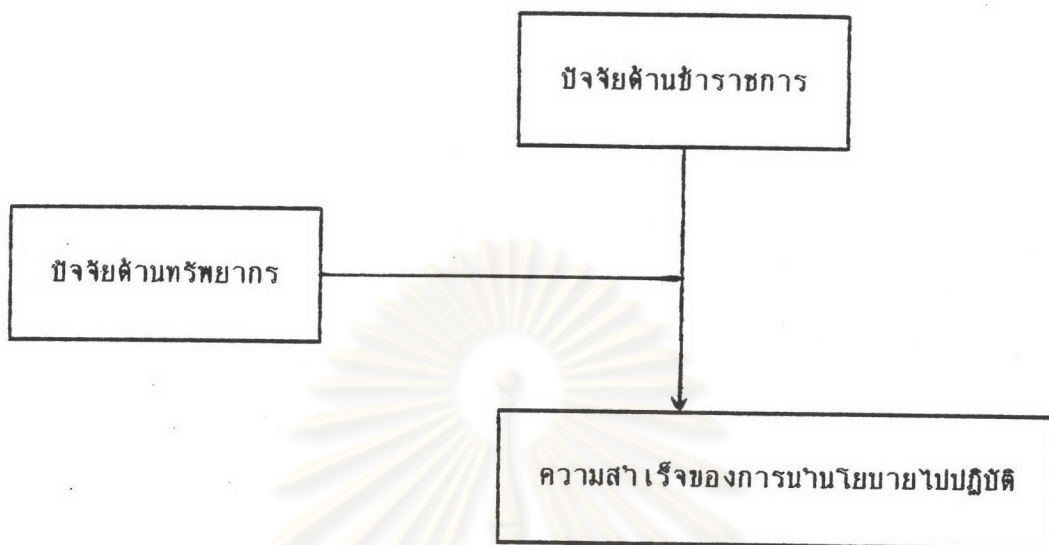 ปัจจัยด้านข้าราชการ
ปัจจัยด้านทรัพยากร
ความสำเร็จของการนำนโยบายไปปฏิบัติ